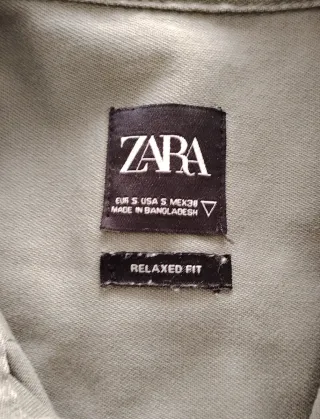 ZARA
EUR S USA S MEX38
MADE IN BANGLADESH
RELAXED FIT